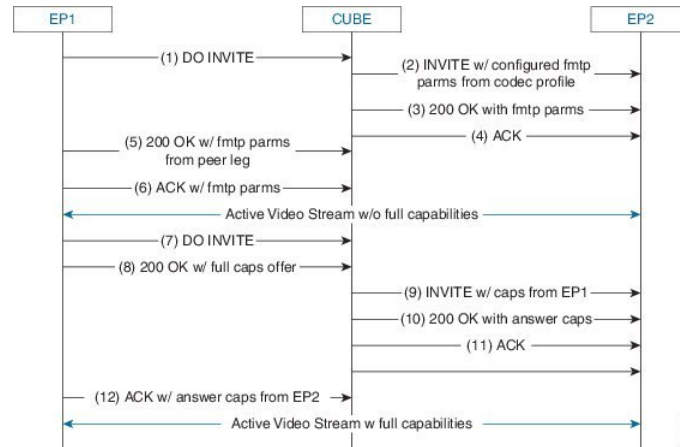 EP1
CUBE
EP2
(1) DO INVITE
(2) INVITE w/ configured fmtp
parms from codec profile
(3) 200 OK with fmtp parms
(4) ACK
(5) 200 OK w/ fmtp parms
from peer leg
(6) ACK w/ fmtp parms
Active Video Stream w/o full capabilities
(7) DO INVITE
(8) 200 OK w/ full caps offer
(9) INVITE w/ caps from EP1
(10) 200 OK with answer caps
(11) ACK
(12) ACK w/ answer caps from EP2
Active Video Stream w full capabilities